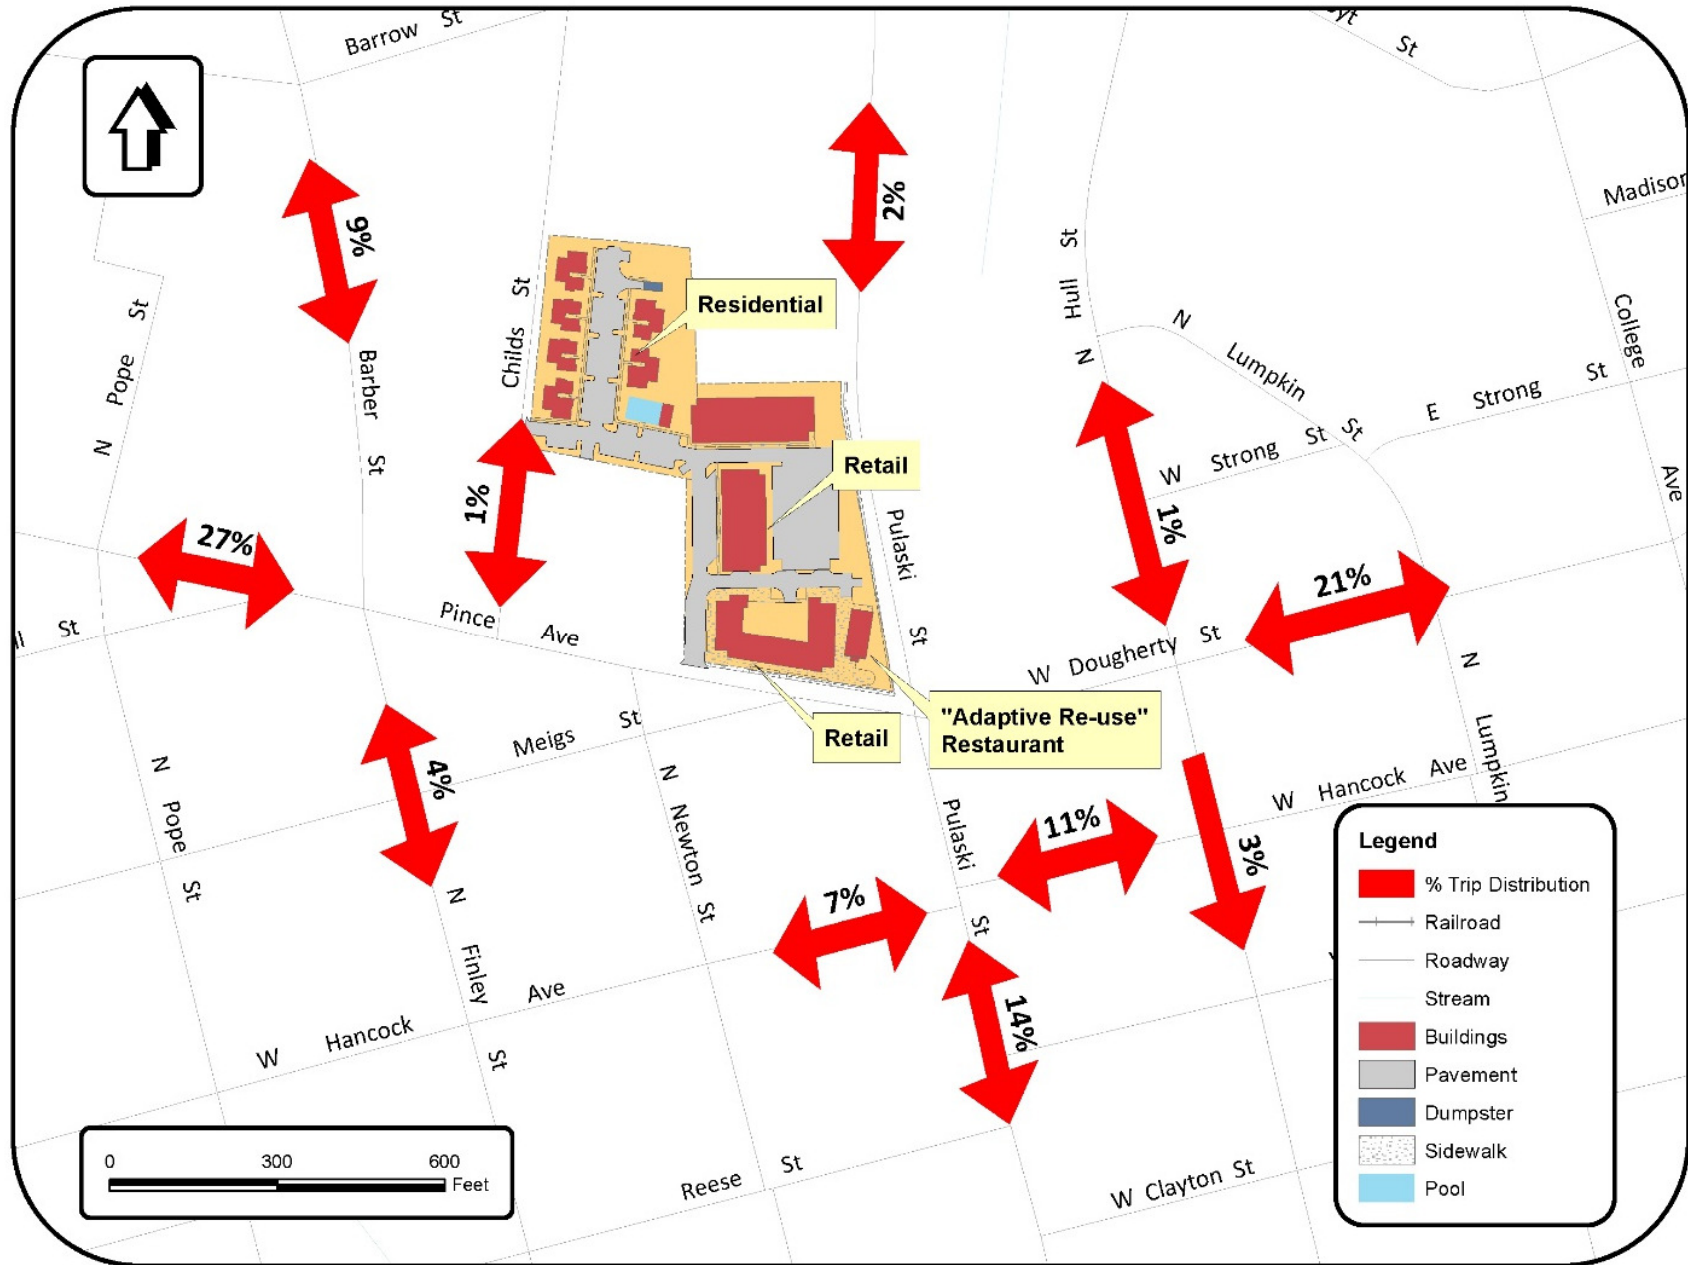 Barrow St
yt
St
Madison
9%
2%
N Pope St
Barber St
Childs St
Residential
N Hull St
N Lumpkin St
College Ave
W Strong St
E Strong St
Retail
1%
1%
27%
21%
Pulaski St
ll St
Pince Ave
W Dougherty St
Meigs St
"Adaptive Re-use"
Restaurant
Retail
N Pope St
4%
N Newton St
Pulaski St
11%
3%
W Hancock Ave
N Lumpkin
7%
N Finley St
14%
W Hancock Ave
Reese St
W Clayton St
0 300 600
Feet
Legend
% Trip Distribution
Railroad
Roadway
Stream
Buildings
Pavement
Dumpster
Sidewalk
Pool